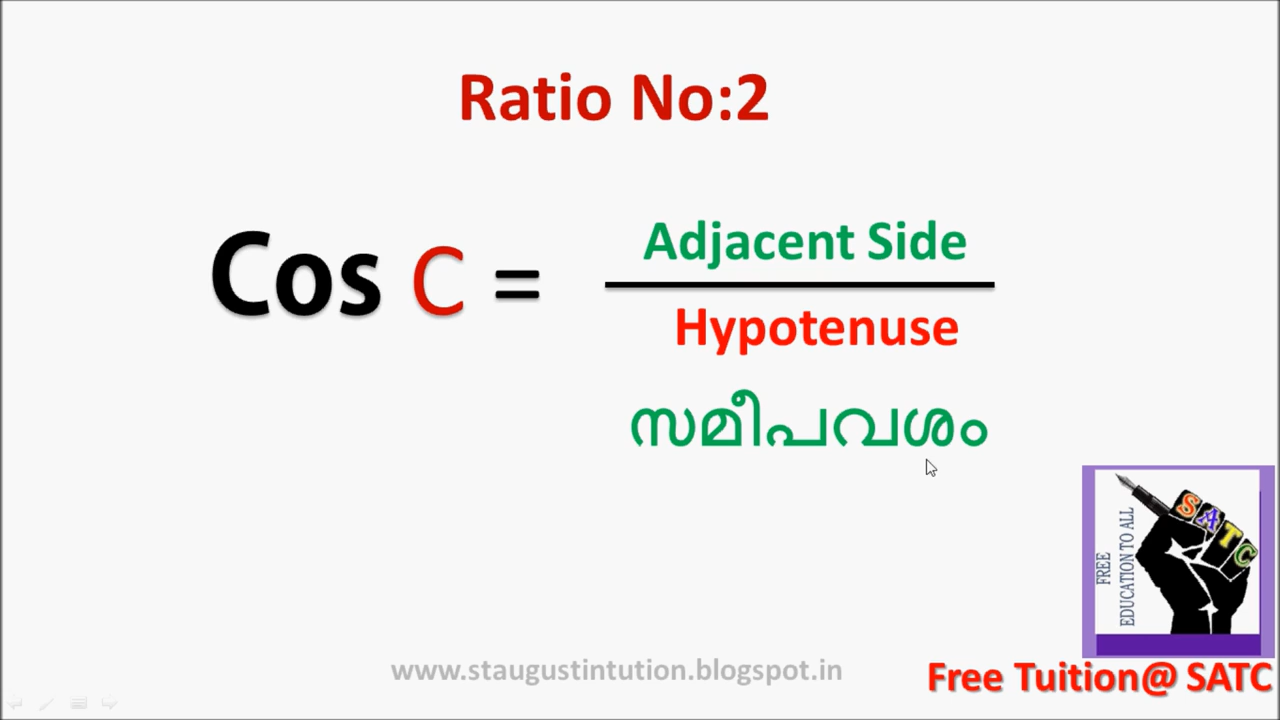 Ratio No:2
Adjacent Side
Cos C =
Hypotenuse
സമീപവശം
SATC
FREE
EDUCATION TO ALL
www.staugustintution.blogspot.in
Free Tuition@ SATC